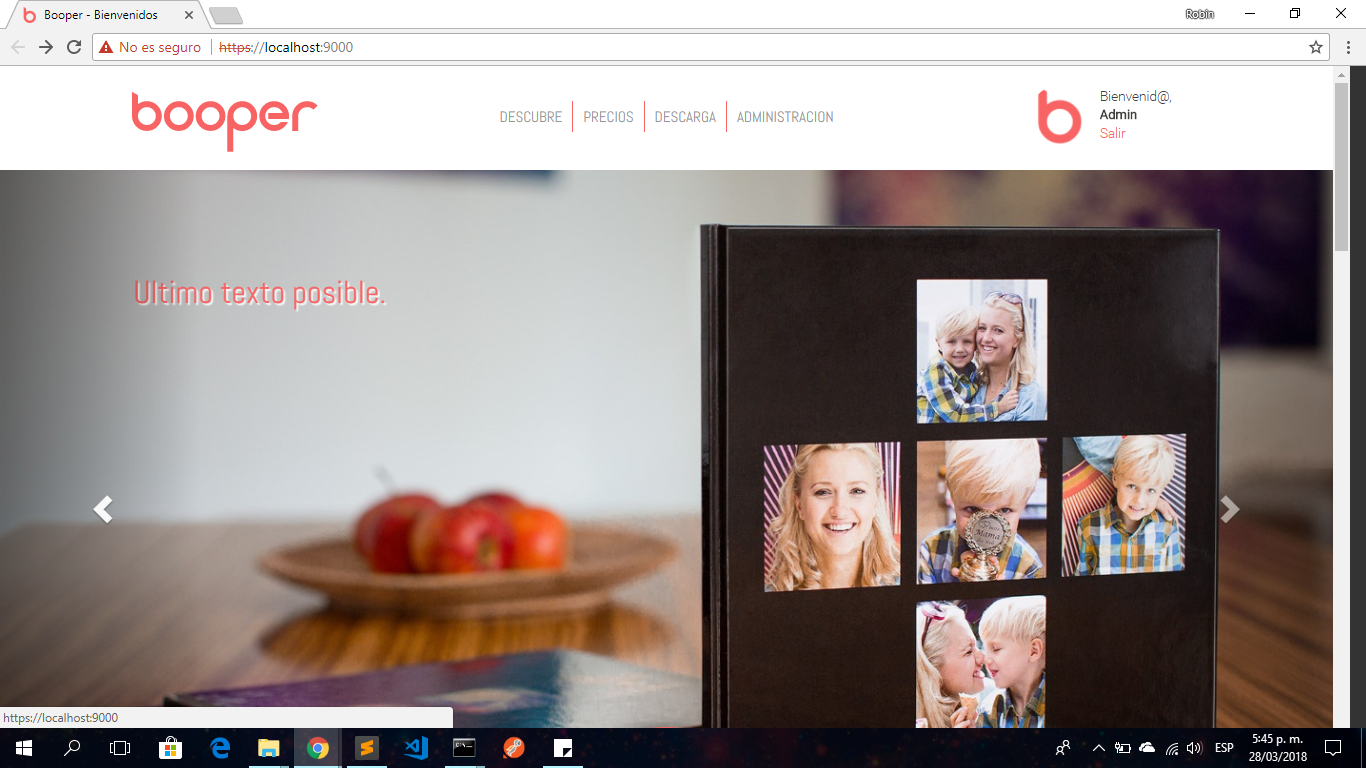 Booper - Bienvenidos
Robin
No es seguro
https://localhost:9000
booper
DESCUBRE
PRECIOS
DESCARGA
ADMINISTRACION
b
Bienvenid@,
Admin
Salir
Ultimo texto posible.
Mama
https://localhost:9000
ESP
5:45 p. m.
28/03/2018